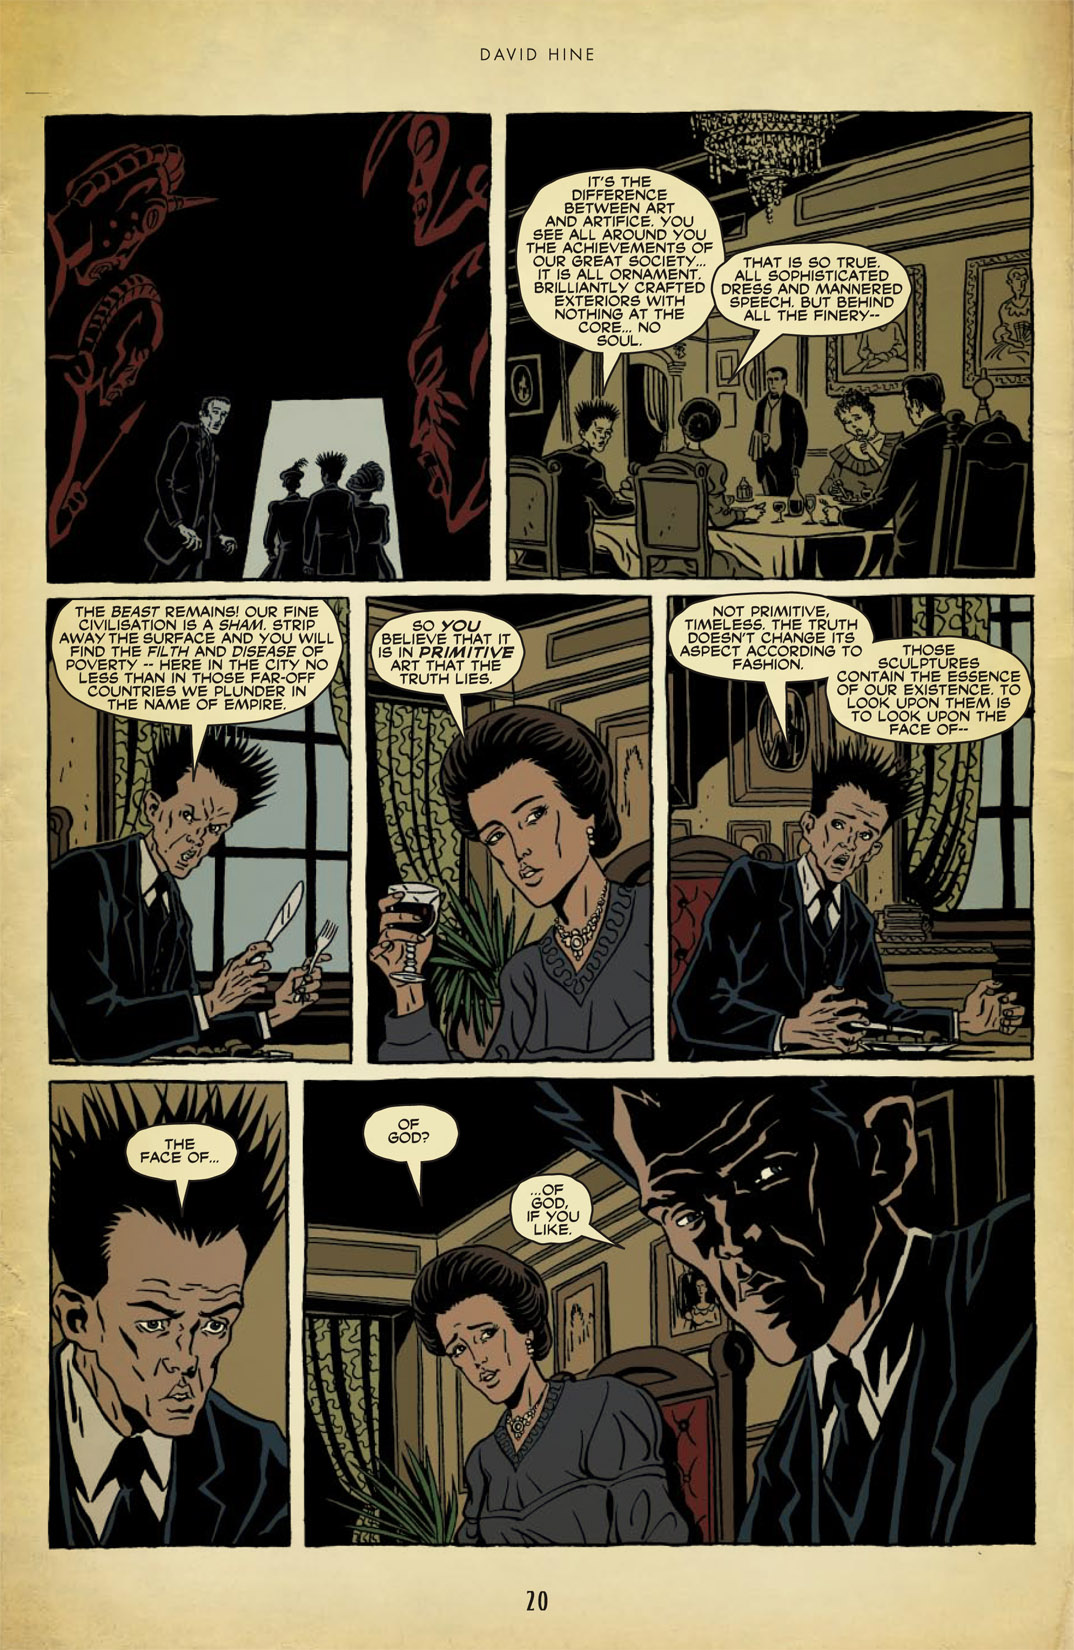 DAVID HINE
IT'S THE
DIFFERENCE
BETWEEN ART
AND ARTIFICE. YOU
SEE ALL AROUND YOU
THE ACHIEVEMENTS OF
OUR GREAT SOCIETY...
IT IS ALL ORNAMENT.
BRILLIANTLY CRAFTED
EXTERIORS WITH
NOTHING AT THE
CORE... NO
SOUL.
THAT IS SO TRUE.
ALL SOPHISTICATED
DRESS AND MANNERED
SPEECH. BUT BEHIND
ALL THE FINERY--
THE BEAST REMAINS! OUR FINE
CIVILISATION IS A SHAM. STRIP
AWAY THE SURFACE AND YOU WILL
FIND THE FILTH AND DISEASE OF
POVERTY -- HERE IN THE CITY NO
LESS THAN IN THOSE FAR-OFF
COUNTRIES WE PLUNDER IN
THE NAME OF EMPIRE.
SO YOU
BELIEVE THAT IT
IS IN PRIMITIVE
ART THAT THE
TRUTH LIES.
NOT PRIMITIVE,
TIMELESS. THE TRUTH
DOESN'T CHANGE ITS
ASPECT ACCORDING TO
FASHION.
THOSE
SCULPTURES
CONTAIN THE ESSENCE
OF OUR EXISTENCE. TO
LOOK UPON THEM IS
TO LOOK UPON THE
FACE OF--
THE
FACE OF...
OF
GOD?
...OF
GOD,
IF YOU
LIKE.
20